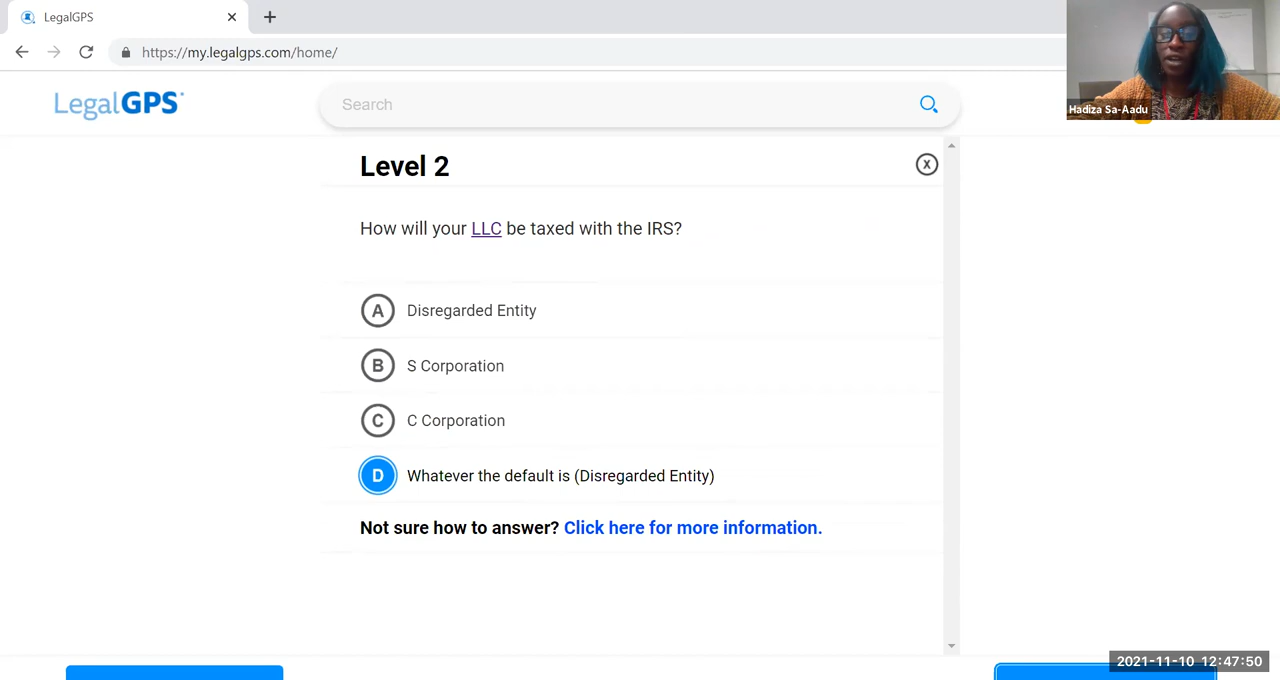 LegalGPS
https://my.legalgps.com/home/
LegalGPS
Search
Hadiza Sa-Aadu
Level 2
X
How will your LLC be taxed with the IRS?
A Disregarded Entity
B S Corporation
C C Corporation
D Whatever the default is (Disregarded Entity)
Not sure how to answer? Click here for more information.
2021-11-10 12:47:50